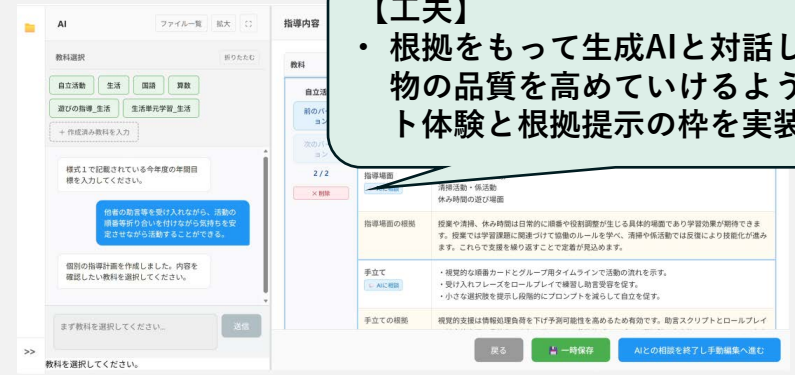 AI
ファイル一覧
拡大
教科選択
折りたたむ
自立活動
生活
国語
算数
遊びの指導_生活
生活単元学習_生活
+ 作成済み教科を入力
様式１で記載されている今年度の年間目
標を入力してください。
他者の助言等を受け入れながら、活動の
順番等折り合いを付けながら気持ちを安
定させながら活動することができる。
個別の指導計画を作成しました。内容を
確認したい教科を選択してください。
まず教科を選択してください...
送信
>>
教科を選択してください。
指導内容
教科
自立活
前のバー
ョン
次のバー
ョン
2 / 2
×削除
【工夫】
・ 根拠をもって生成AIと対話し
物の品質を高めていけるよう
ト体験と根拠提示の枠を実装
指導場面
清掃活動・係活動
休み時間の遊び場面
指導場面の根拠
授業や清掃、休み時間は日常的に順番や役割調整が生じる具体的場面であり学習効果が期待できま
す。授業では学習課題に関連づけて協働のルールを学べ、清掃や係活動では反復により技能化が進み
ます。これらで支援を繰り返すことで定着が見込めます。
手立て
AIに相談
・視覚的な順番カードとグループ用タイムラインで活動の流れを示す。
・受け入れフレーズをロールプレイで練習し助言受容を促す。
・小さな選択肢を提示し段階的にプロンプトを減らして自立を促す。
手立ての根拠
視覚的支援は情報処理負荷を下げ予測可能性を高めるため有効です。助言スクリプトとロールプレイ
戻る
一時保存
AIとの相談を終了し手動編集へ進む